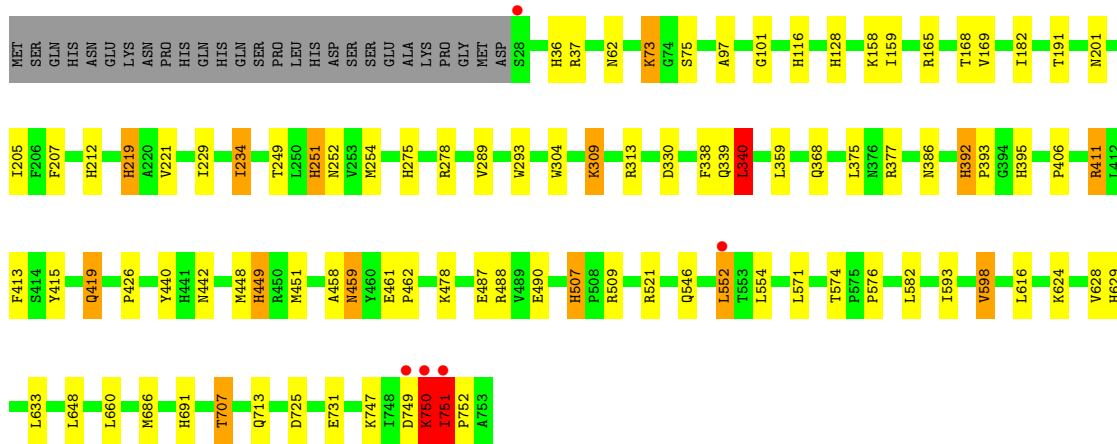 MET SER GLN HIS ASN GLU LYS ASN PRO HIS GLN HIS GLN SER PRO LEU HIS ASP SER SER GLU ALA LYS PRO GLY MET ASP S28 H36 R37 N62 K73 G74 S75 A97 G101 H116 H128 K158 I159 R165 T168 V169 I182 T191 N201
I205 F206 F207 H212 H219 A220 V221 I229 I234 T249 L250 H251 N252 V253 M254 H275 R278 V289 W293 W304 K309 R313 D330 F338 Q339 L340 L359 Q368 L375 N376 R377 N386 H392 P393 G394 H395 P406 R411 L412
F413 S414 Y415 Q419 P426 Y440 H441 N442 M448 H449 R450 M451 A458 N459 Y460 E461 P462 K478 E487 R488 V489 E490 H507 P508 R509 R521 Q546 L552 T553 L554 L571 T574 P575 P576 L582 I593 V598 L616 K624 V628 H629
L633 L648 L660 M686 H691 T707 Q713 D725 E731 K747 I748 D749 K750 I751 P752 A753